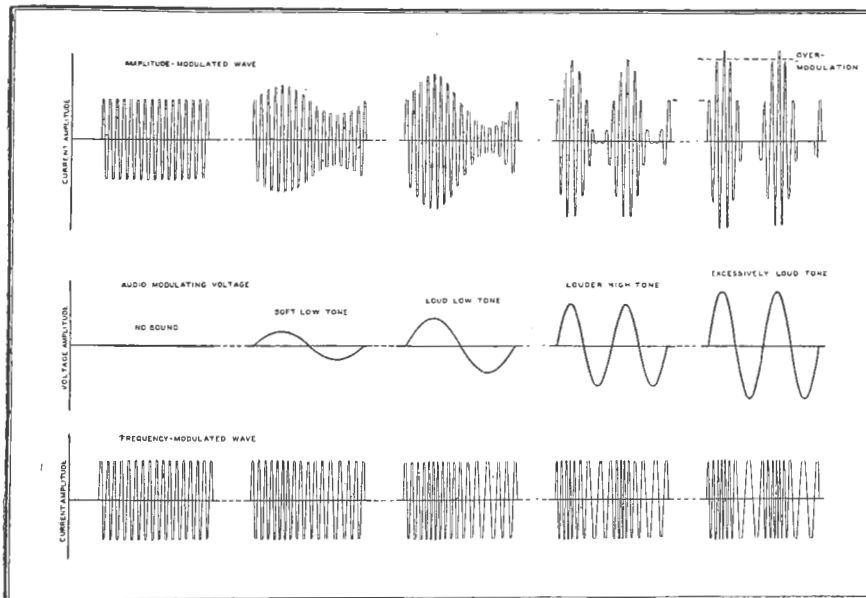 AMPLITUDE-MODULATED WAVE
OVER-
MODULATION
CURRENT AMPLITUDE
AUDIO MODULATING VOLTAGE
NO SOUND
SOFT LOW TONE
LOUD LOW TONE
LOUDER HIGH TONE
EXCESSIVELY LOUD TONE
VOLTAGE AMPLITUDE
FREQUENCY-MODULATED WAVE
CURRENT AMPLITUDE